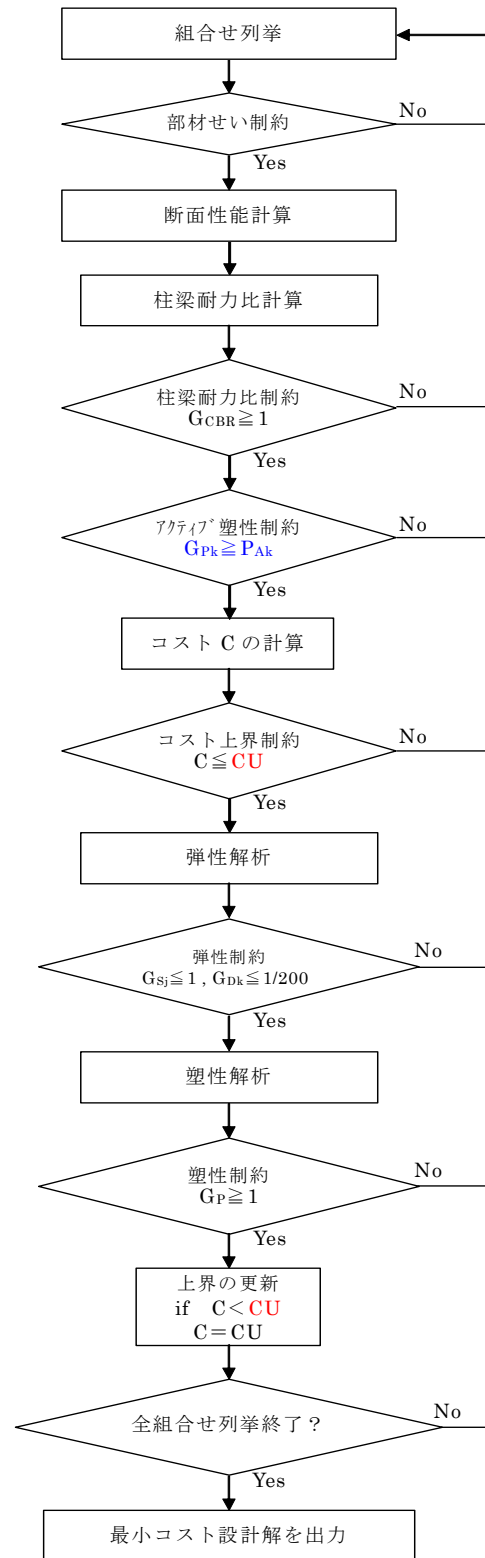 組合せ列挙
部材せい制約
No
Yes
断面性能計算
柱梁耐力比計算
柱梁耐力比制約
GCBR≧1
No
Yes
ｱｸﾃｨﾌﾞ塑性制約
GPk≧PAk
No
Yes
コスト C の計算
コスト上界制約
C≦CU
No
Yes
弾性解析
弾性制約
GSj≦1 , GDk≦1/200
No
Yes
塑性解析
塑性制約
GP≧1
No
Yes
上界の更新
if C<CU
C=CU
全組合せ列挙終了？
No
Yes
最小コスト設計解を出力